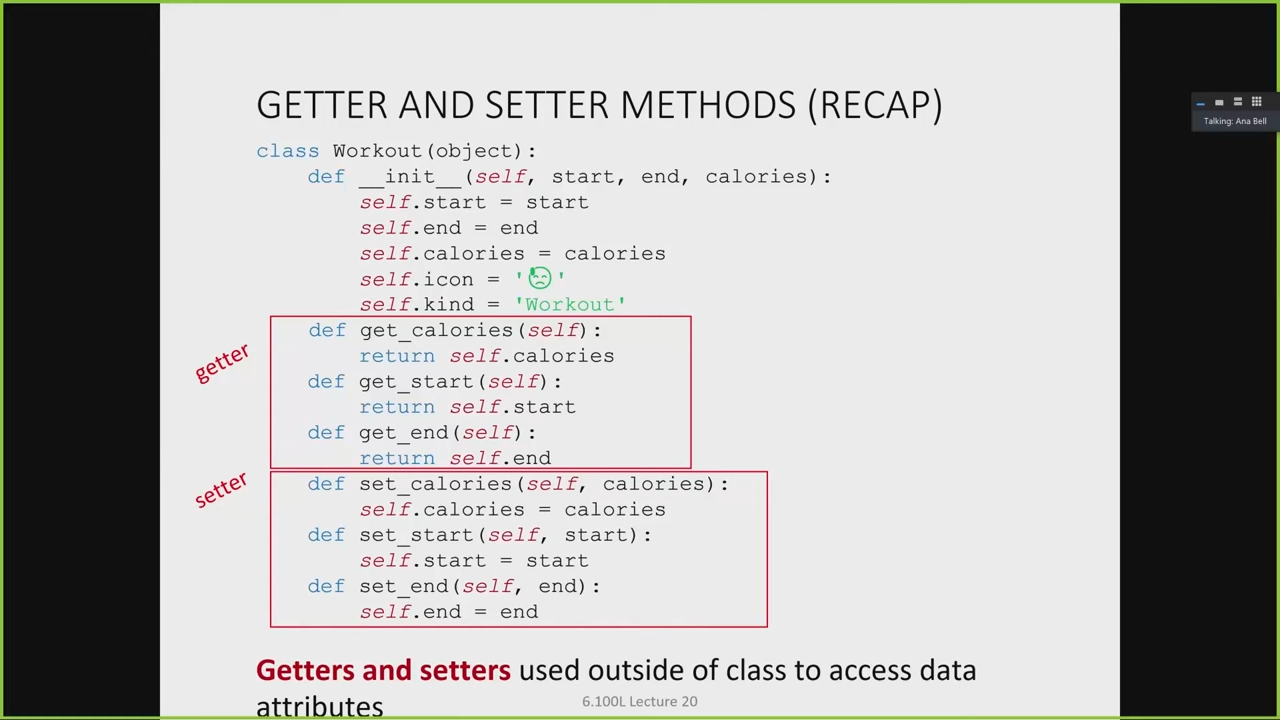 GETTER AND SETTER METHODS (RECAP)
Talking: Ana Bell
class Workout(object):
def __init__(self, start, end, calories):
self.start = start
self.end = end
self.calories = calories
self.icon = '😓'
self.kind = 'Workout'
getter
def get_calories(self):
return self.calories
def get_start(self):
return self.start
def get_end(self):
return self.end
setter
def set_calories(self, calories):
self.calories = calories
def set_start(self, start):
self.start = start
def set_end(self, end):
self.end = end
Getters and setters used outside of class to access data
attributes
6.100L Lecture 20